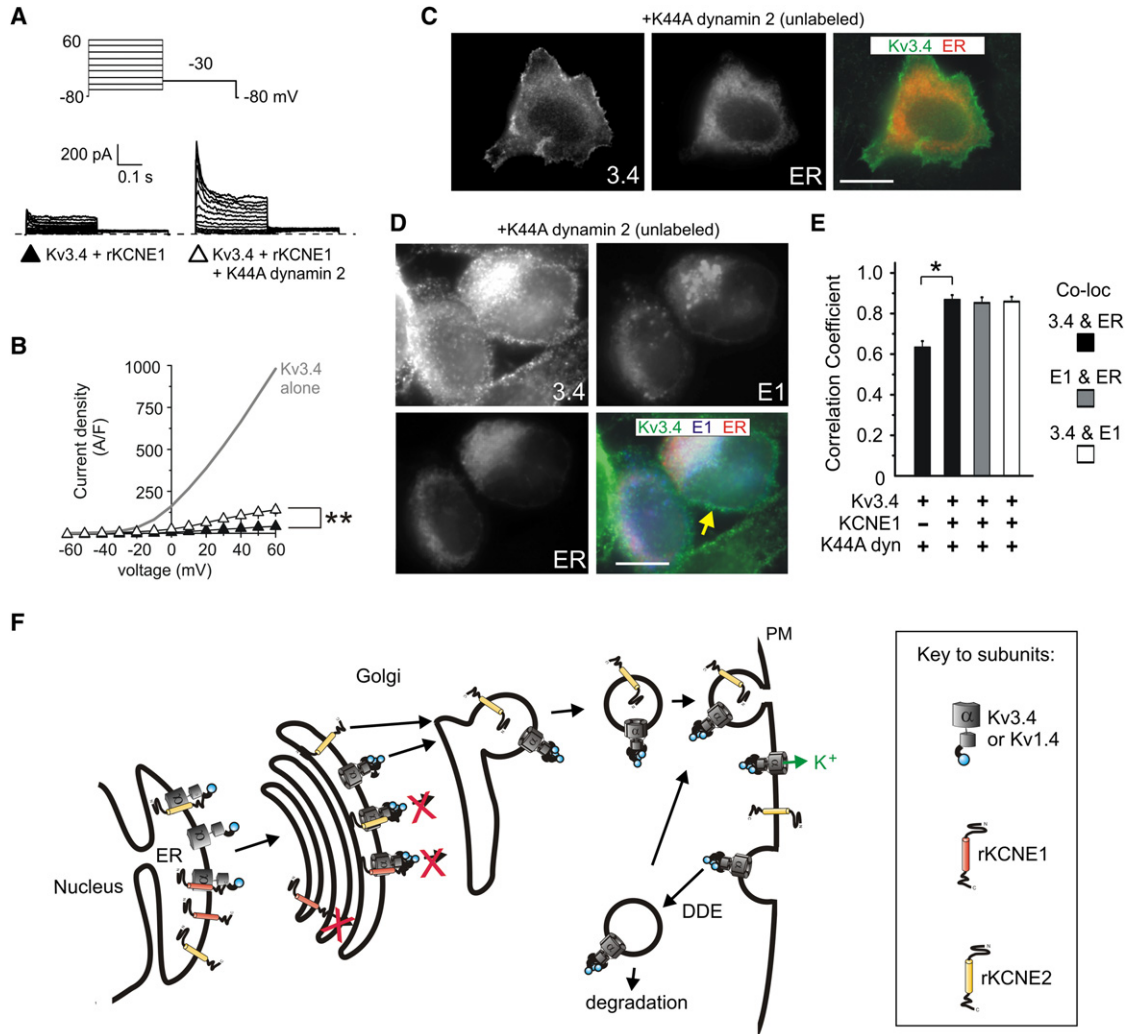 A
60
-30
-80
-80 mV
200 pA
0.1 s
▲ Kv3.4 + rKCNE1
△ Kv3.4 + rKCNE1
+ K44A dynamin 2
B
1000
750
500
250
Kv3.4
alone
**
-60 -40 -20 0 20 40 60
Current density
(A/F)
voltage (mV)
C
+K44A dynamin 2 (unlabeled)
3.4
ER
Kv3.4 ER
D
+K44A dynamin 2 (unlabeled)
3.4
E1
ER
Kv3.4 E1 ER
E
Correlation Coefficient
1.0
0.8
0.6
0.4
0.2
0
*
Co-loc
3.4 & ER
E1 & ER
3.4 & E1
Kv3.4 + + + +
KCNE1 – + + +
K44A dyn + + + +
F
Nucleus
ER
Golgi
PM
K+
DDE
degradation
Key to subunits:
α
Kv3.4
or Kv1.4
rKCNE1
rKCNE2